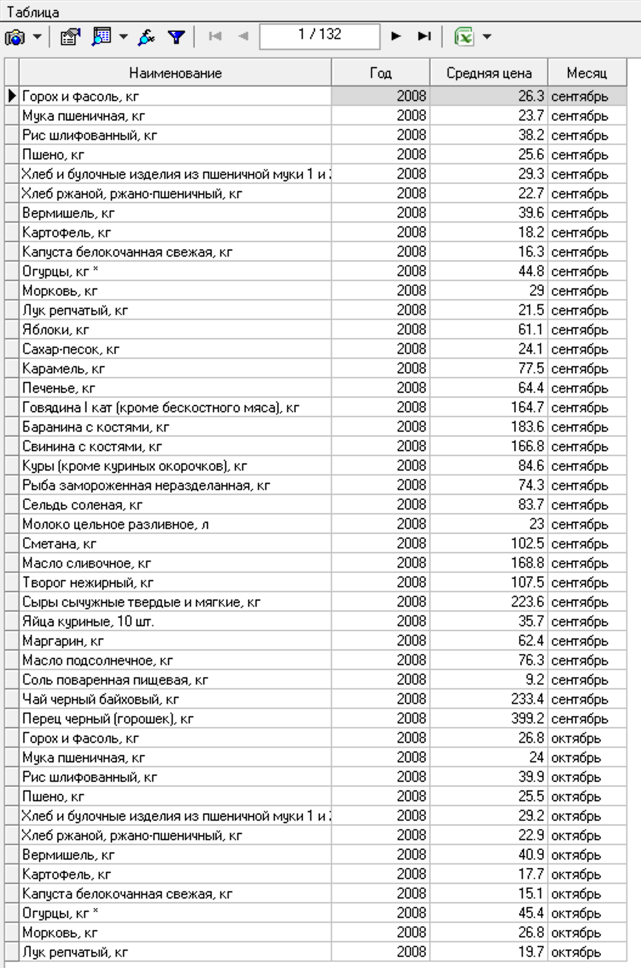 Таблица
1 / 132
Наименование Год Средняя цена Месяц
Горох и фасоль, кг 2008 26.3 сентябрь
Мука пшеничная, кг 2008 23.7 сентябрь
Рис шлифованный, кг 2008 38.2 сентябрь
Пшено, кг 2008 25.6 сентябрь
Хлеб и булочные изделия из пшеничной муки 1 и 2008 29.3 сентябрь
Хлеб ржаной, ржано-пшеничный, кг 2008 22.7 сентябрь
Вермишель, кг 2008 39.6 сентябрь
Картофель, кг 2008 18.2 сентябрь
Капуста белокочанная свежая, кг 2008 16.3 сентябрь
Огурцы, кг * 2008 44.8 сентябрь
Морковь, кг 2008 29 сентябрь
Лук репчатый, кг 2008 21.5 сентябрь
Яблоки, кг 2008 61.1 сентябрь
Сахар-песок, кг 2008 24.1 сентябрь
Карамель, кг 2008 77.5 сентябрь
Печенье, кг 2008 64.4 сентябрь
Говядина I кат (кроме бескостного мяса), кг 2008 164.7 сентябрь
Баранина с костями, кг 2008 183.6 сентябрь
Свинина с костями, кг 2008 166.8 сентябрь
Куры (кроме куриных окорочков), кг 2008 84.6 сентябрь
Рыба замороженная неразделанная, кг 2008 74.3 сентябрь
Сельдь соленая, кг 2008 83.7 сентябрь
Молоко цельное разливное, л 2008 23 сентябрь
Сметана, кг 2008 102.5 сентябрь
Масло сливочное, кг 2008 168.8 сентябрь
Творог нежирный, кг 2008 107.5 сентябрь
Сыры сычужные твердые и мягкие, кг 2008 223.6 сентябрь
Яйца куриные, 10 шт. 2008 35.7 сентябрь
Маргарин, кг 2008 62.4 сентябрь
Масло подсолнечное, кг 2008 76.3 сентябрь
Соль поваренная пищевая, кг 2008 9.2 сентябрь
Чай черный байховый, кг 2008 233.4 сентябрь
Перец черный (горошек), кг 2008 399.2 сентябрь
Горох и фасоль, кг 2008 26.8 октябрь
Мука пшеничная, кг 2008 24 октябрь
Рис шлифованный, кг 2008 39.9 октябрь
Пшено, кг 2008 25.5 октябрь
Хлеб и булочные изделия из пшеничной муки 1 и 2008 29.2 октябрь
Хлеб ржаной, ржано-пшеничный, кг 2008 22.9 октябрь
Вермишель, кг 2008 40.9 октябрь
Картофель, кг 2008 17.7 октябрь
Капуста белокочанная свежая, кг 2008 15.1 октябрь
Огурцы, кг * 2008 45.4 октябрь
Морковь, кг 2008 26.8 октябрь
Лук репчатый, кг 2008 19.7 октябрь